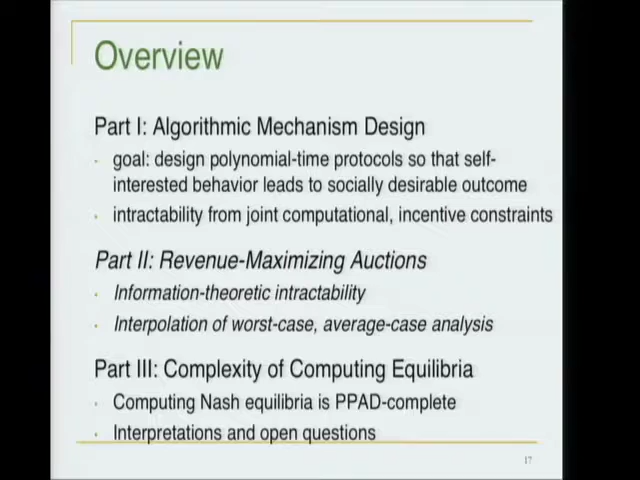 Overview
Part I: Algorithmic Mechanism Design
goal: design polynomial-time protocols so that self-
interested behavior leads to socially desirable outcome
intractability from joint computational, incentive constraints
Part II: Revenue-Maximizing Auctions
Information-theoretic intractability
Interpolation of worst-case, average-case analysis
Part III: Complexity of Computing Equilibria
Computing Nash equilibria is PPAD-complete
Interpretations and open questions
17